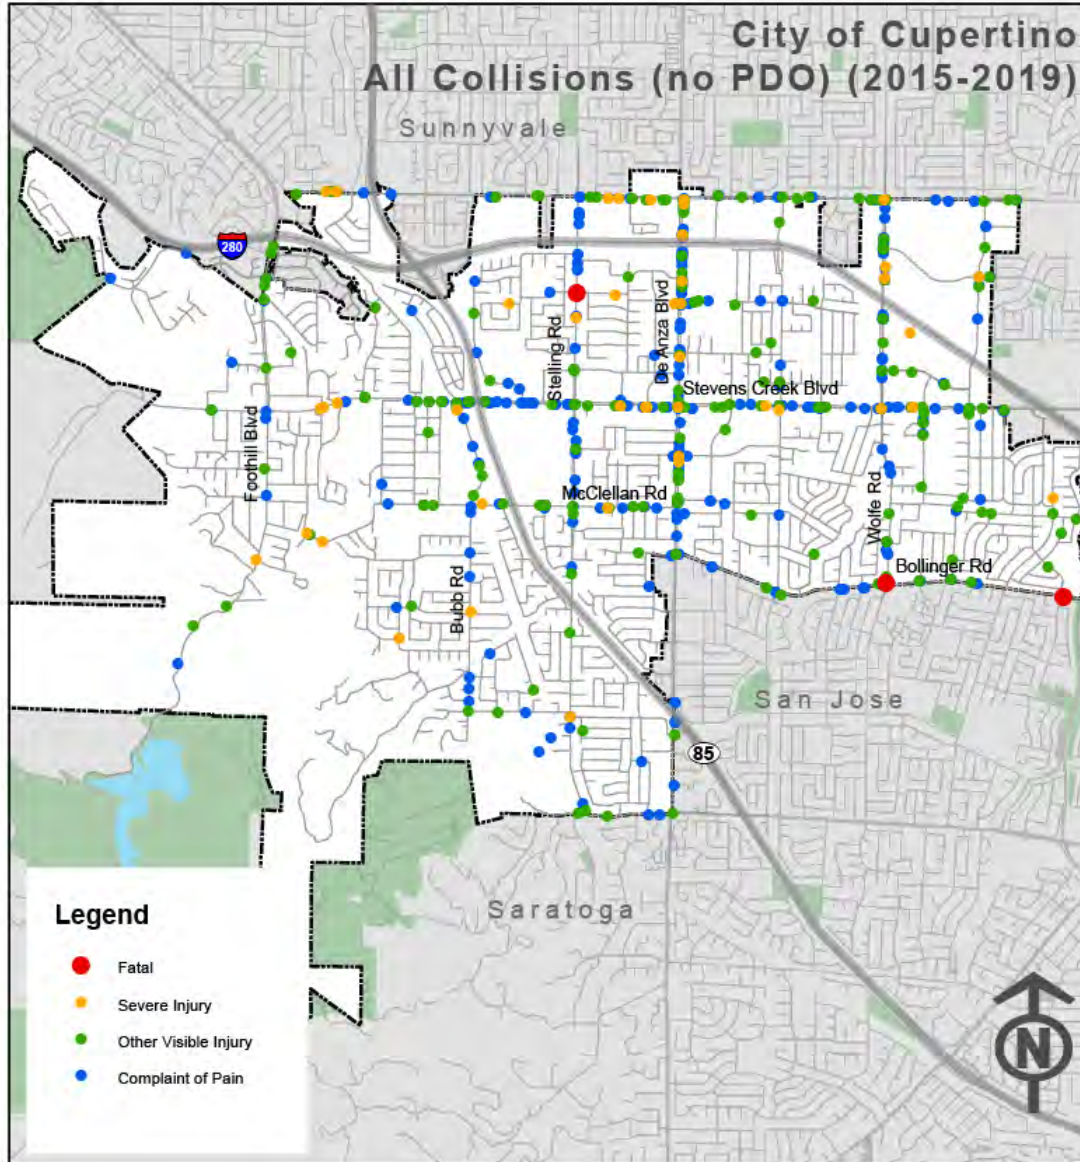 City of Cupertino
All Collisions (no PDO) (2015-2019)
Sunnyvale
280
Stelling Rd
De Anza Blvd
Stevens Creek Blvd
Foothill Blvd
McClellan Rd
Wolfe Rd
Bollinger Rd
Bubb Rd
San Jose
85
Saratoga
Legend
Fatal
Severe Injury
Other Visible Injury
Complaint of Pain
N